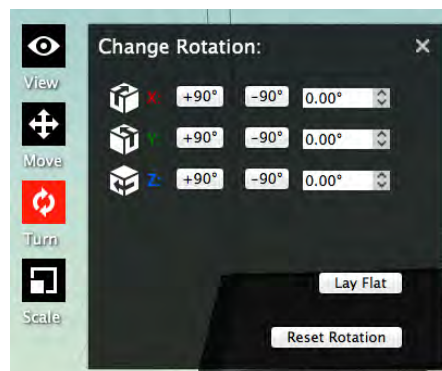 Change Rotation:
View
X: +90° -90° 0.00°
Move
Y: +90° -90° 0.00°
Z: +90° -90° 0.00°
Turn
Lay Flat
Scale
Reset Rotation